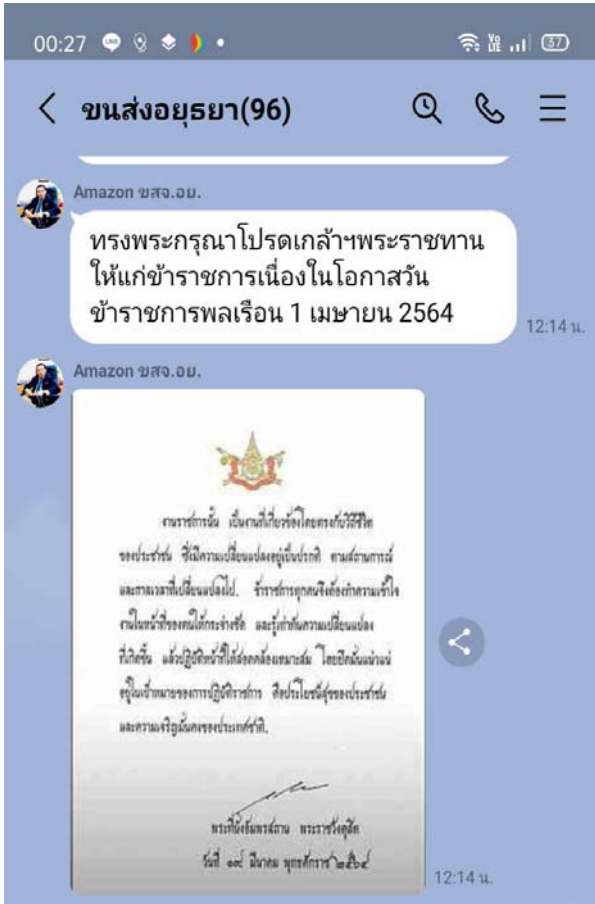 00:27
37
ขนส่งอยุธยา(96)
Amazon ขสจ.อย.
ทรงพระกรุณาโปรดเกล้าฯพระราชทาน
ให้แก่ข้าราชการเนื่องในโอกาสวัน
ข้าราชการพลเรือน 1 เมษายน 2564
12:14 น.
Amazon ขสจ.อย.
งานราชการนั้น เป็นงานที่เกี่ยวข้องโดยตรงกับวิถีชีวิต
ของประชาชน ซึ่งมีความเปลี่ยนแปลงอยู่เป็นปรกติ ตามสถานการณ์
และกาลเวลาที่เปลี่ยนแปลงไป. ข้าราชการทุกคนจึงต้องทำความเข้าใจ
งานในหน้าที่ของตนให้กระจ่างชัด และรู้เท่าทันความเปลี่ยนแปลง
ที่เกิดขึ้น แล้วปฏิบัติหน้าที่ให้สอดคล้องเหมาะสม โดยยึดมั่นแน่วแน่
อยู่ในเป้าหมายของการปฏิบัติราชการ คือประโยชน์สุขของประชาชน
และความเจริญมั่นคงของประเทศชาติ.
พระที่นั่งอัมพรสถาน พระราชวังดุสิต
วันที่ ๑๙ มีนาคม พุทธศักราช ๒๕๖๔
12:14 น.